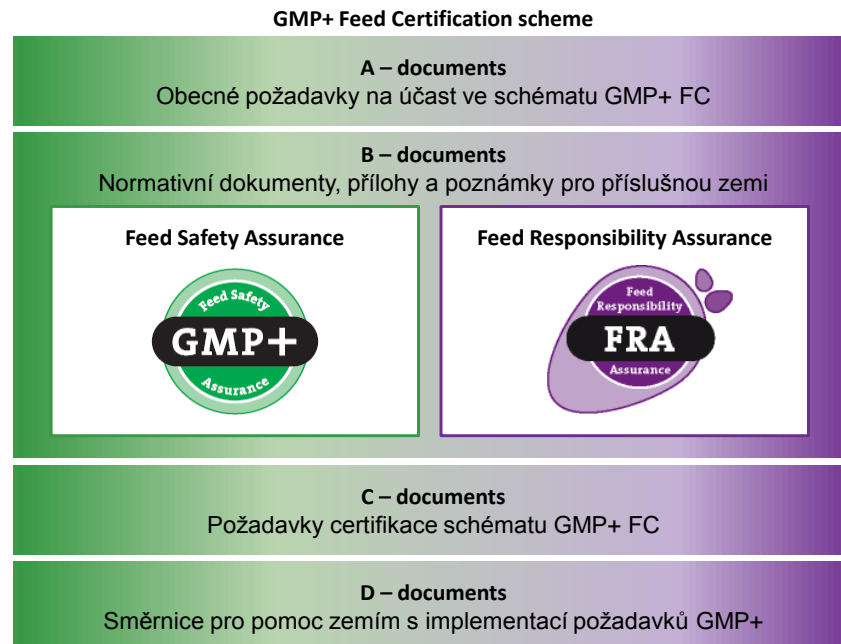 GMP+ Feed Certification scheme
A – documents
Obecné požadavky na účast ve schématu GMP+ FC
B – documents
Normativní dokumenty, přílohy a poznámky pro příslušnou zemi
Feed Safety Assurance
Feed Safety
GMP+
Assurance
Feed Responsibility Assurance
Feed
Responsibility
FRA
Assurance
C – documents
Požadavky certifikace schématu GMP+ FC
D – documents
Směrnice pro pomoc zemím s implementací požadavků GMP+